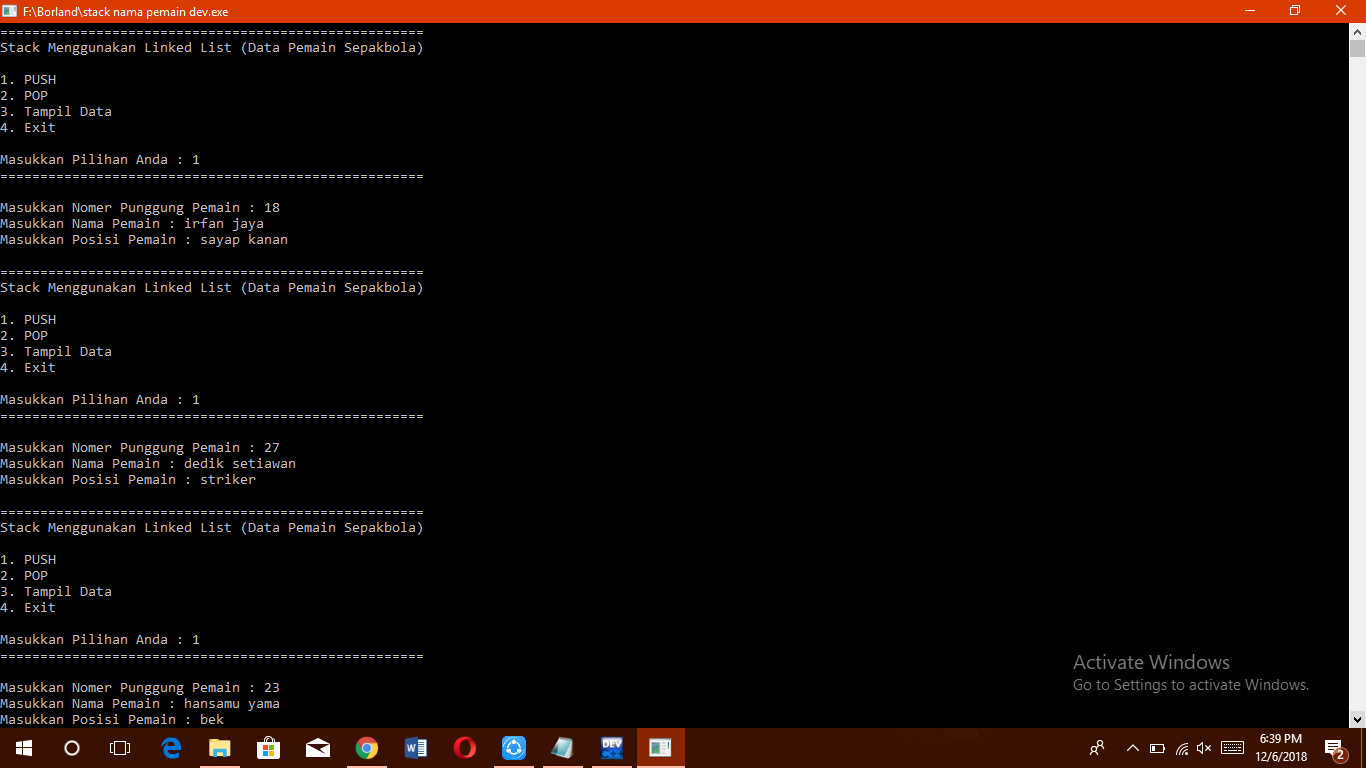 F:\Borland\stack nama pemain dev.exe
=====================================================
Stack Menggunakan Linked List (Data Pemain Sepakbola)
1. PUSH
2. POP
3. Tampil Data
4. Exit
Masukkan Pilihan Anda : 1
=====================================================
Masukkan Nomer Punggung Pemain : 18
Masukkan Nama Pemain : irfan jaya
Masukkan Posisi Pemain : sayap kanan
=====================================================
Stack Menggunakan Linked List (Data Pemain Sepakbola)
1. PUSH
2. POP
3. Tampil Data
4. Exit
Masukkan Pilihan Anda : 1
=====================================================
Masukkan Nomer Punggung Pemain : 27
Masukkan Nama Pemain : dedik setiawan
Masukkan Posisi Pemain : striker
=====================================================
Stack Menggunakan Linked List (Data Pemain Sepakbola)
1. PUSH
2. POP
3. Tampil Data
4. Exit
Masukkan Pilihan Anda : 1
=====================================================
Masukkan Nomer Punggung Pemain : 23
Masukkan Nama Pemain : hansamu yama
Masukkan Posisi Pemain : bek
Activate Windows
Go to Settings to activate Windows.
DEV
6:39 PM
12/6/2018
2